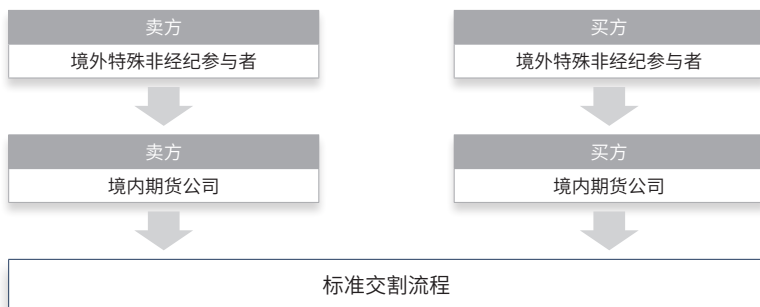 卖方
境外特殊非经纪参与者
买方
境外特殊非经纪参与者
卖方
境内期货公司
买方
境内期货公司
标准交割流程